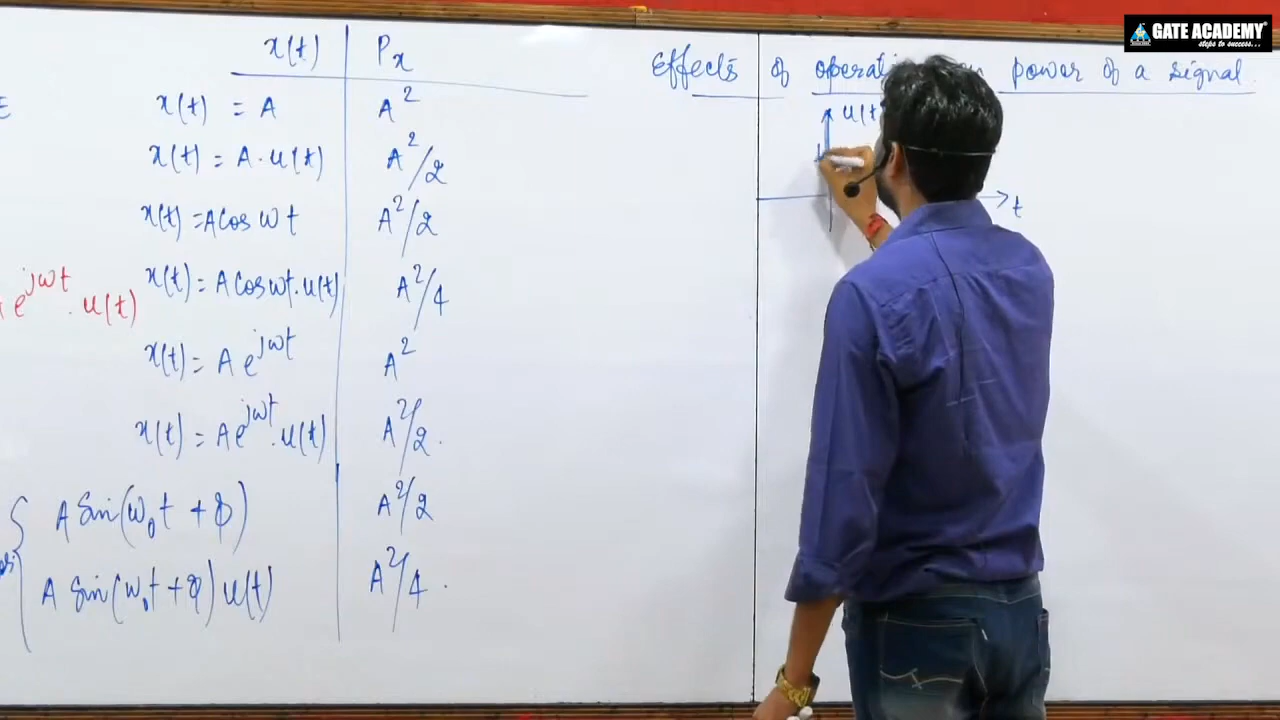 GATE ACADEMY
steps to success...
x(t) Pₓ
x(t) = A A²
x(t) = A·u(t) A²/2
x(t) = A cos ωt A²/2
x(t) = A cos ωt·u(t) A²/4
e^jωt · u(t)
x(t) = A e^jωt A²
x(t) = A e^jωt · u(t) A²/2.
A Sin(ω₀t + φ) A²/2
A Sin(ω₀t + φ) u(t) A²/4.
Effects of power of a signal.
u(t
t